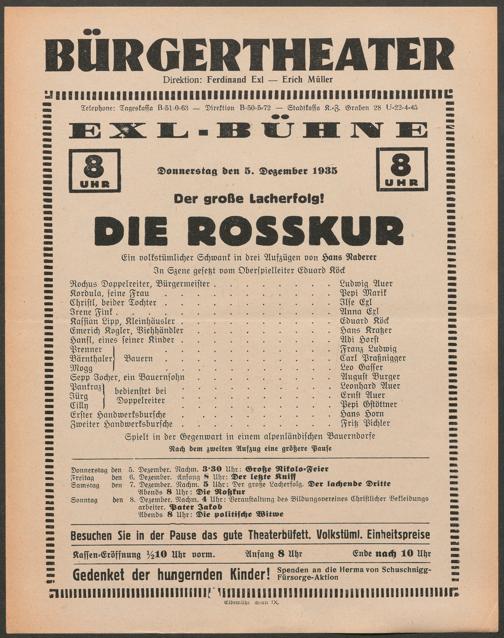 BÜRGERTHEATER
Direktion: Ferdinand Exl — Erich Müller
Telephone: Tageskassa B-51-0-63 — Direktion B-50-5-72 — Stadtkassa K.-J. Graben 28 U-22-4-45
EXL-BÜHNE
8 UHR
Donnerstag den 5. Dezember 1935
8 UHR
Der große Lacherfolg!
DIE ROSSKUR
Ein volkstümlicher Schwank in drei Aufzügen von Hans Naderer
In Szene gesetzt vom Oberspielleiter Eduard Köck
Rochus Doppelreiter, Bürgermeister . . . . . . . Ludwig Auer
Kordula, seine Frau . . . . . . . Pepi Marik
Christl, beider Tochter . . . . . . . Ilse Exl
Irene Fink . . . . . . . Anna Exl
Kassian Lipp, Kleinhäusler . . . . . . . Eduard Köck
Emerich Kogler, Viehhändler . . . . . . . Hans Kratzer
Hansl, eines seiner Kinder . . . . . . . Adi Horst
Prenner . . . . . . . Franz Ludwig
Bärnthaler } Bauern . . . . . . . Carl Praßnigger
Mogg . . . . . . . Leo Gasser
Sepp Jocher, ein Bauernsohn . . . . . . . August Burger
Pankraz . . . . . . . Leonhard Auer
Jürg } bedienstet bei Doppelreiter . . . . . . . Ernst Auer
Cilly . . . . . . . Pepi Gstöttner
Erster Handwerksbursche . . . . . . . Hans Horn
Zweiter Handwerksbursche . . . . . . . Fritz Pichler
Spielt in der Gegenwart in einem alpenländischen Bauerndorfe
Nach dem zweiten Aufzug eine größere Pause
Donnerstag den 5. Dezember. Nachm. 3·30 Uhr: Große Nikolo-Feier
Freitag den 6. Dezember. Anfang 8 Uhr: Der letzte Kniff
Samstag den 7. Dezember. Nachm. 5 Uhr: Der große Lacherfolg. Der lachende Dritte
Abends 8 Uhr: Die Roßkur
Sonntag den 8. Dezember. Nachm. 4 Uhr: Veranstaltung des Bildungsvereines Christlicher Bekleidungs-
arbeiter. Pater Jakob
Abends 8 Uhr: Die politische Witwe
Besuchen Sie in der Pause das gute Theaterbüfett. Volkstüml. Einheitspreise
Kassen-Eröffnung ½10 Uhr vorm. Anfang 8 Uhr Ende nach 10 Uhr
Gedenket der hungernden Kinder! Spenden an die Herma von Schuschnigg-
Fürsorge-Aktion